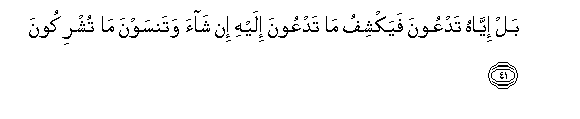 بَلْ إِيَّاهُ تَدْعُونَ فَيَكْشِفُ مَا تَدْعُونَ إِلَيْهِ إِن شَآءَ وَتَنسَوْنَ مَا تُشْرِكُونَ
٤١